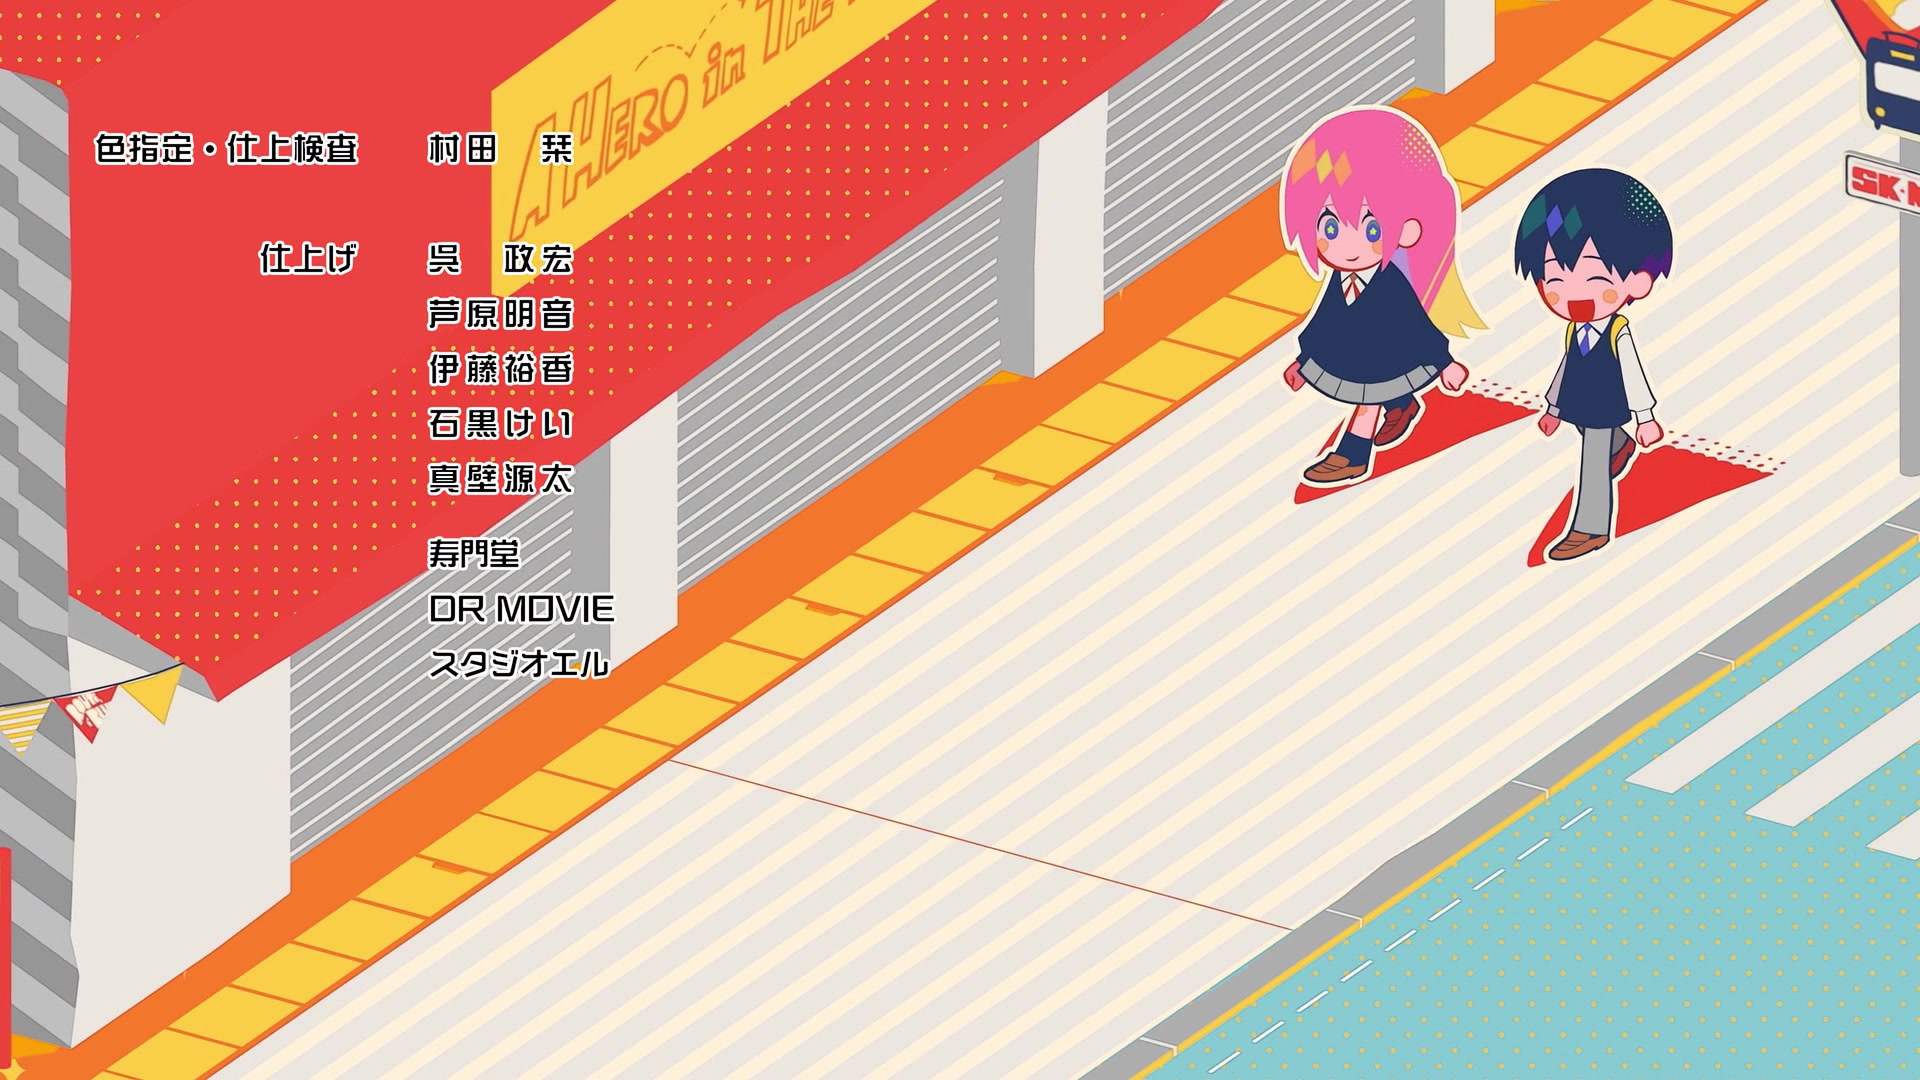 A HERO in THE
色指定・仕上検査 村田 栞
仕上げ 呉 政宏
芦原明音
伊藤裕香
石黒けい
真壁源太
寿門堂
DR MOVIE
スタジオエル
SK